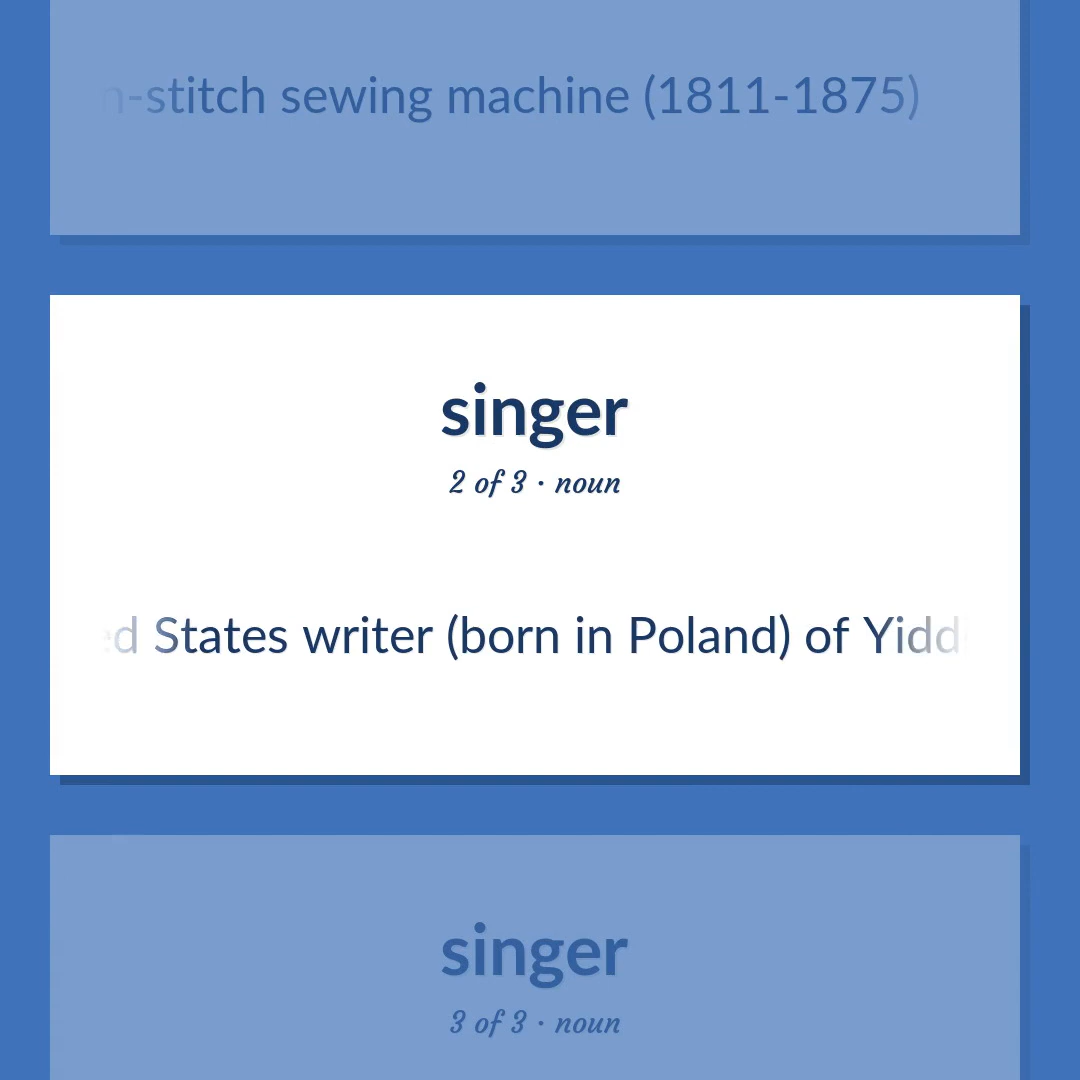 -stitch sewing machine (1811-1875)
singer
2 of 3 · noun
States writer (born in Poland) of
singer
3 of 3 · noun